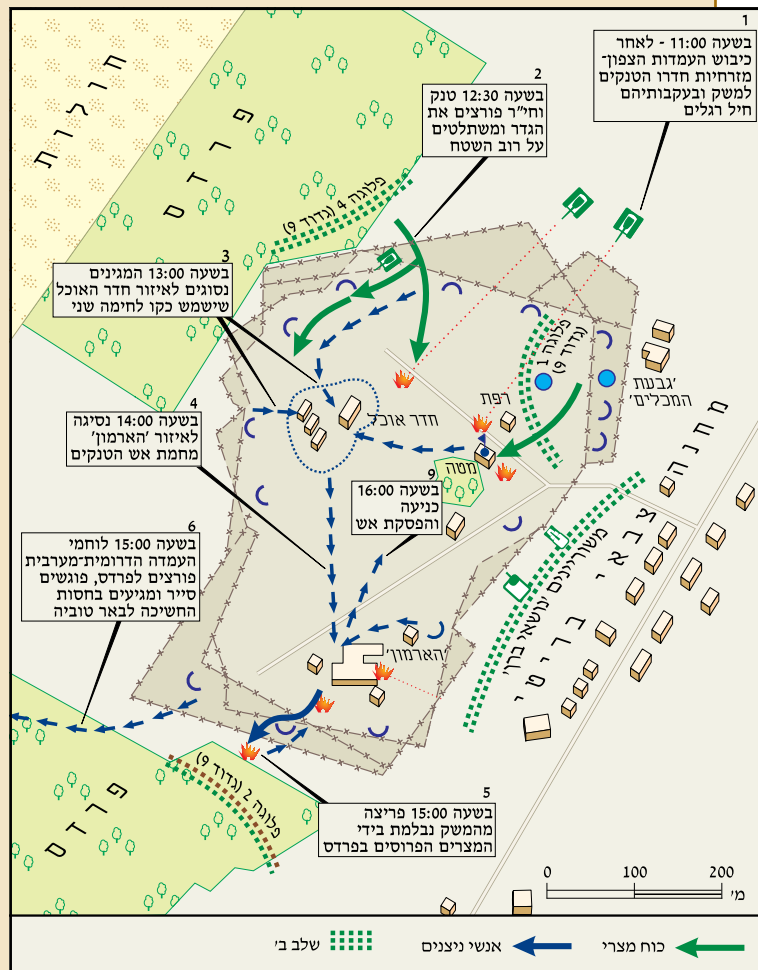 1
בשעה 11:00 - לאחר
כיבוש העמדות הצפון-
מזרחיות חדרו הטנקים
למשק ובעקבותיהם
חיל רגלים
2
בשעה 12:30 טנק
וחי״ר פורצים את
הגדר ומשתלטים
על רוב השטח
חולות
פרדס
פלוגה 4 (גדוד 9)
3
בשעה 13:00 המגינים
נסוגים לאיזור חדר האוכל
שישמש כקו לחימה שני
פלוגה 1
(גדוד 9)
׳גבעת
המכלים׳
רפת
חדר אוכל
מטה
4
בשעה 14:00 נסיגה
לאיזור ׳הארמון׳
מחמת אש הטנקים
9
בשעה 16:00
כניעה
והפסקת אש
מחנה
צבאי בריטי
משוריינים ונושאי ברן׳
6
בשעה 15:00 לוחמי
העמדה הדרומית-מערבית
פורצים לפרדס, פוגשים
סייר ומגיעים בחסות
החשיכה לבאר טוביה
׳הארמון׳
פלוגה 2 (גדוד 9)
פרדס
5
בשעה 15:00 פריצה
מהמשק נבלמת בידי
המצרים הפרוסים בפרדס
0 100 200
מ׳
כוח מצרי
אנשי ניצנים
שלב ב׳